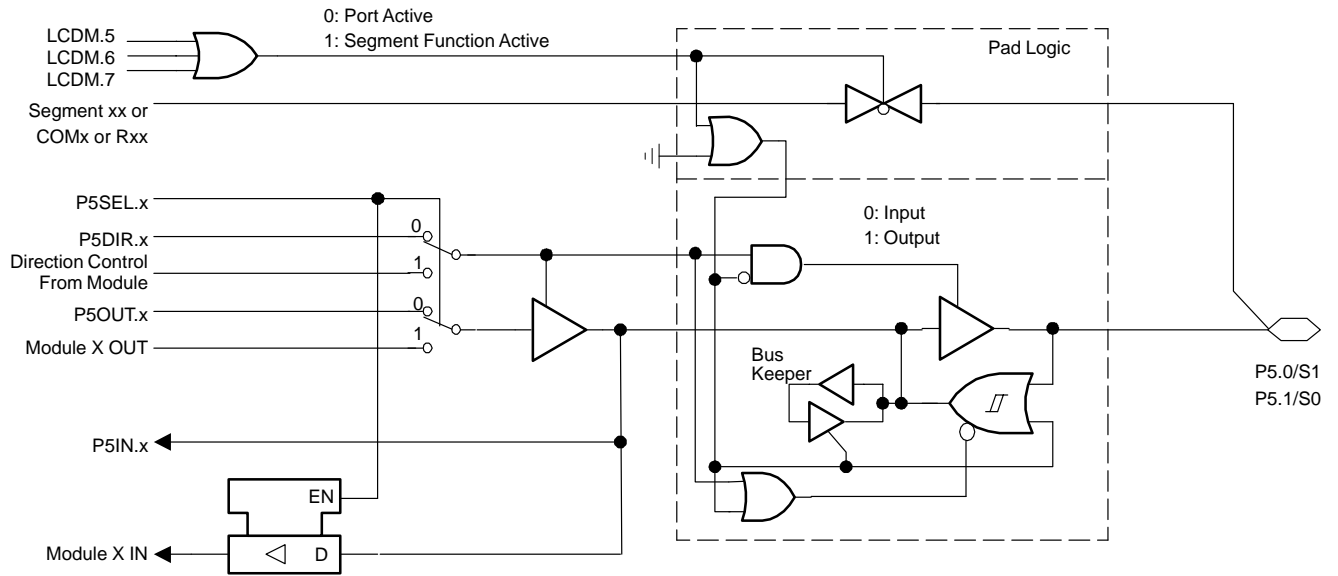 0: Port Active
1: Segment Function Active
LCDM.5
LCDM.6
LCDM.7
Pad Logic
Segment xx or
COMx or Rxx
P5SEL.x
0: Input
1: Output
P5DIR.x
0
Direction Control
From Module
1
P5OUT.x
0
Module X OUT
1
Bus
Keeper
P5.0/S1
P5.1/S0
P5IN.x
EN
Module X IN
D